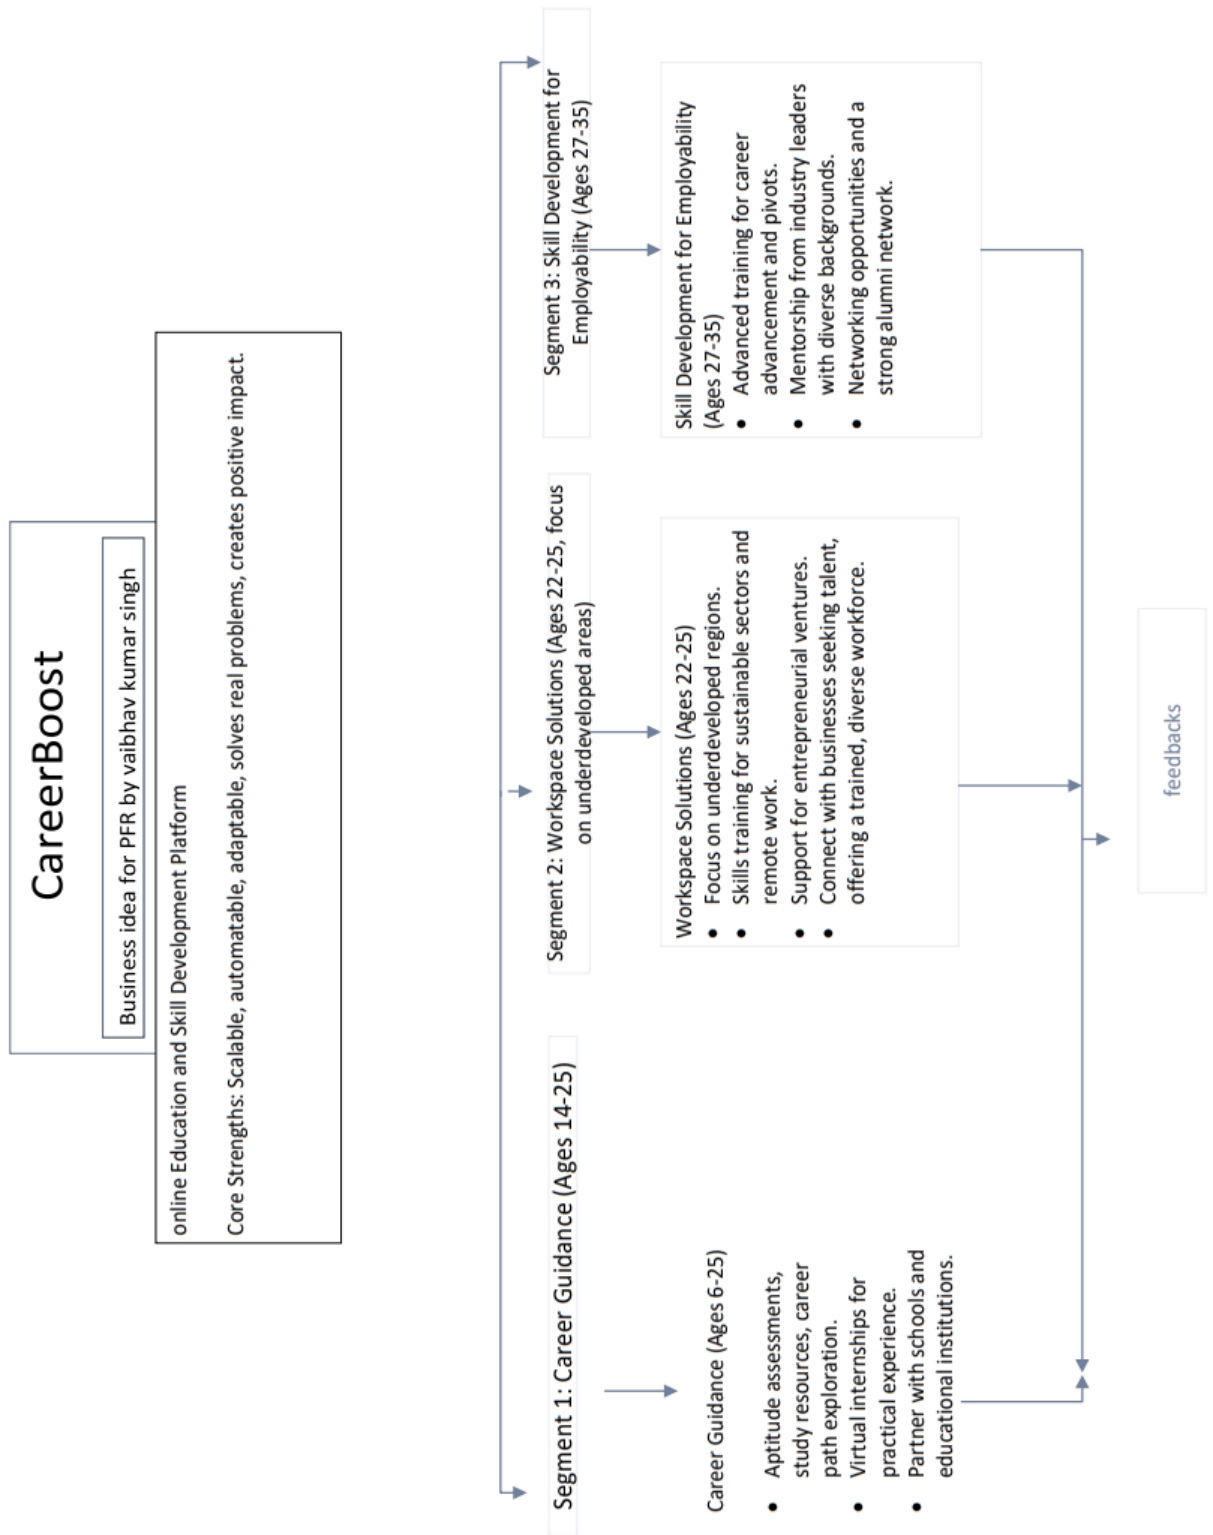 CareerBoost
Business idea for PFR by vaibhav kumar singh
online Education and Skill Development Platform
Core Strengths: Scalable, automatable, adaptable, solves real problems, creates positive impact.
Segment 1: Career Guidance (Ages 14-25)
Career Guidance (Ages 6-25)
• Aptitude assessments,
study resources, career
path exploration.
• Virtual internships for
practical experience.
• Partner with schools and
educational institutions.
Segment 2: Workspace Solutions (Ages 22-25, focus
on underdeveloped areas)
Workspace Solutions (Ages 22-25)
• Focus on underdeveloped regions.
• Skills training for sustainable sectors and
remote work.
• Support for entrepreneurial ventures.
• Connect with businesses seeking talent,
offering a trained, diverse workforce.
Segment 3: Skill Development for
Employability (Ages 27-35)
Skill Development for Employability
(Ages 27-35)
• Advanced training for career
advancement and pivots.
• Mentorship from industry leaders
with diverse backgrounds.
• Networking opportunities and a
strong alumni network.
feedbacks